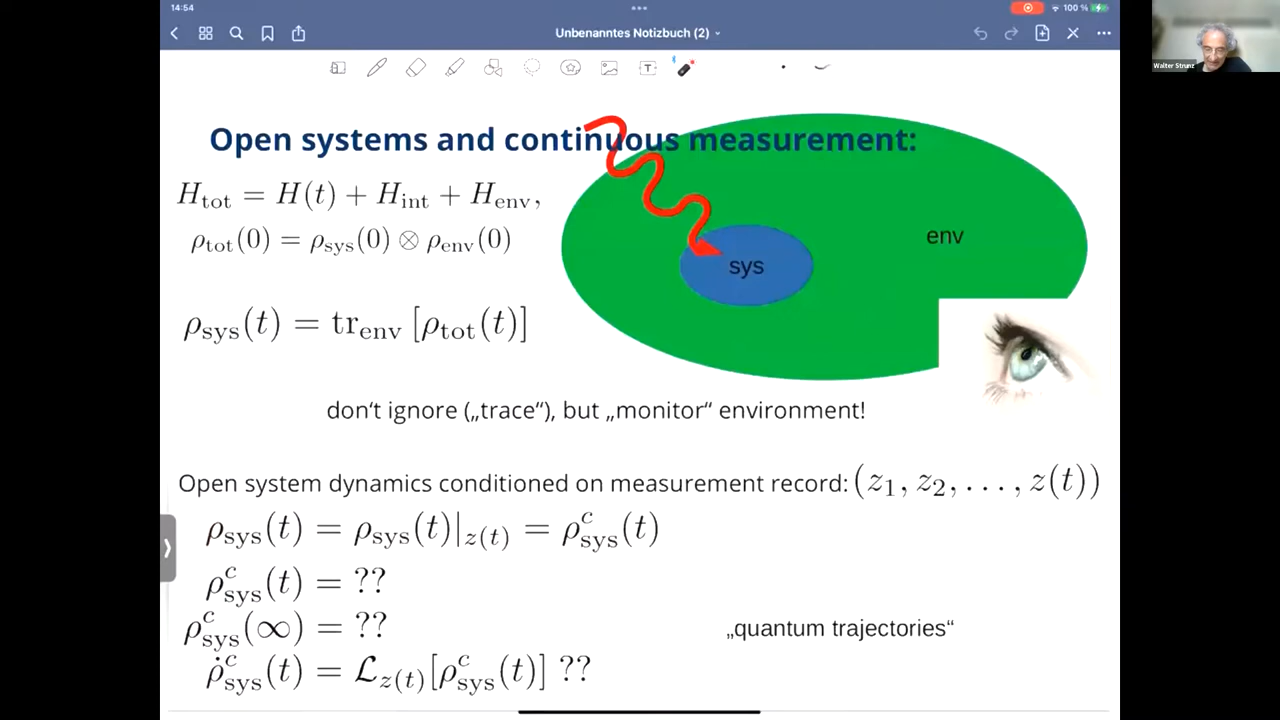 14:54
100 %
Unbenanntes Notizbuch (2)
Walter Strunz
Open systems and continuous measurement:
H_tot = H(t) + H_int + H_env,
ρ_tot(0) = ρ_sys(0) ⊗ ρ_env(0)
env
sys
ρ_sys(t) = tr_env [ρ_tot(t)]
don't ignore („trace“), but „monitor“ environment!
Open system dynamics conditioned on measurement record: (z₁, z₂, . . . , z(t))
ρ_sys(t) = ρ_sys(t)|_z(t) = ρ^c_sys(t)
ρ^c_sys(t) = ??
ρ^c_sys(∞) = ??
„quantum trajectories“
ρ̇^c_sys(t) = ℒ_z(t)[ρ^c_sys(t)] ??